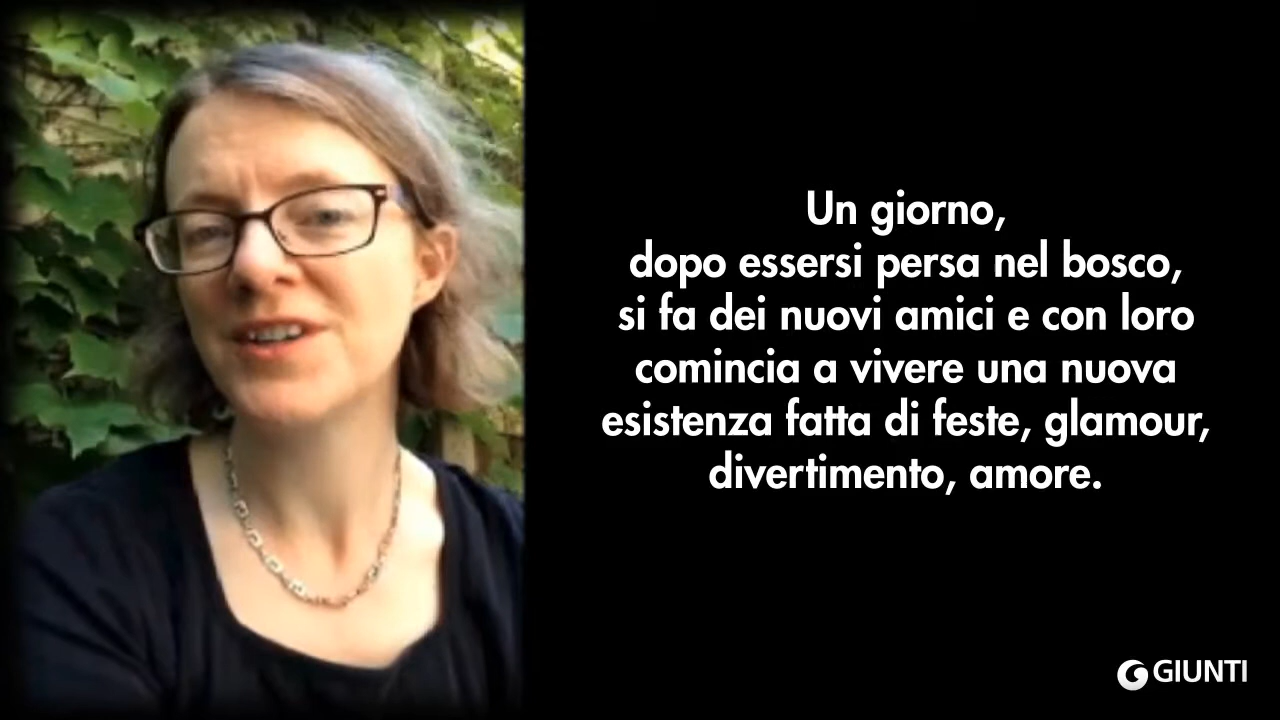 Un giorno,
dopo essersi persa nel bosco,
si fa dei nuovi amici e con loro
comincia a vivere una nuova
esistenza fatta di feste, glamour,
divertimento, amore.
GIUNTI